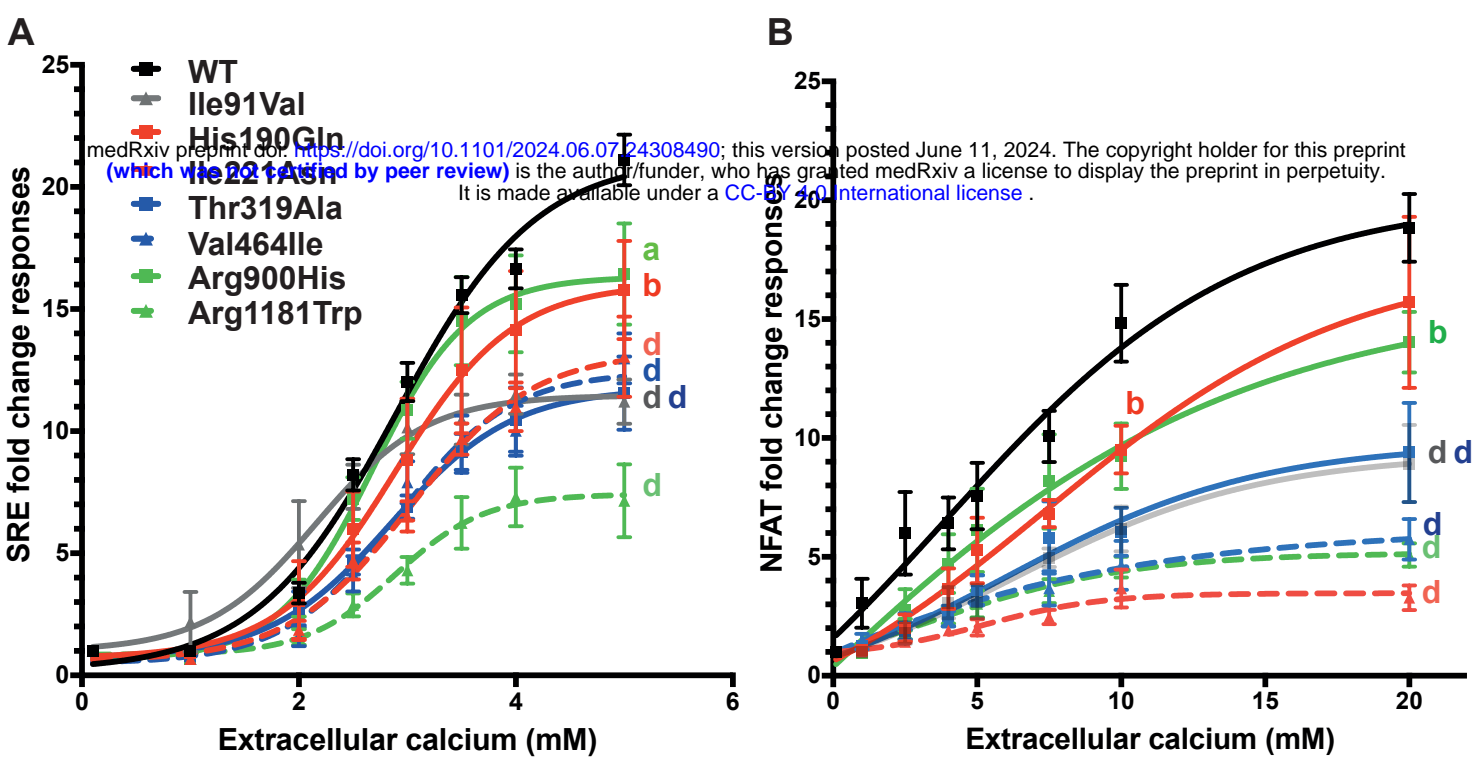 A
B
25
WT
Ile91Val
His190Gln
medRxiv preprint doi: https://doi.org/10.1101/2024.06.07.24308490; this version posted June 11, 2024. The copyright holder for this preprint
(which was not certified by peer review) is the author/funder, who has granted medRxiv a license to display the preprint in perpetuity.
Ile221Asn
It is made available under a CC-BY 4.0 International license .
Thr319Ala
Val464Ile
Arg900His
Arg1181Trp
20
15
10
5
0
SRE fold change responses
a
b
d
d
d d
d
0 2 4 6
Extracellular calcium (mM)
25
20
15
10
5
0
NFAT fold change responses
b
b
d d
d
d
d
0 5 10 15 20
Extracellular calcium (mM)